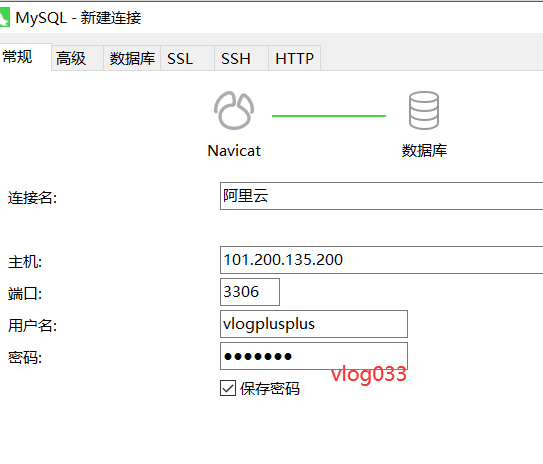 MySQL - 新建连接
常规 高级 数据库 SSL SSH HTTP
Navicat 数据库
连接名: 阿里云
主机: 101.200.135.200
端口: 3306
用户名: vlogplusplus
密码: ●●●●●●●
vlog033
保存密码